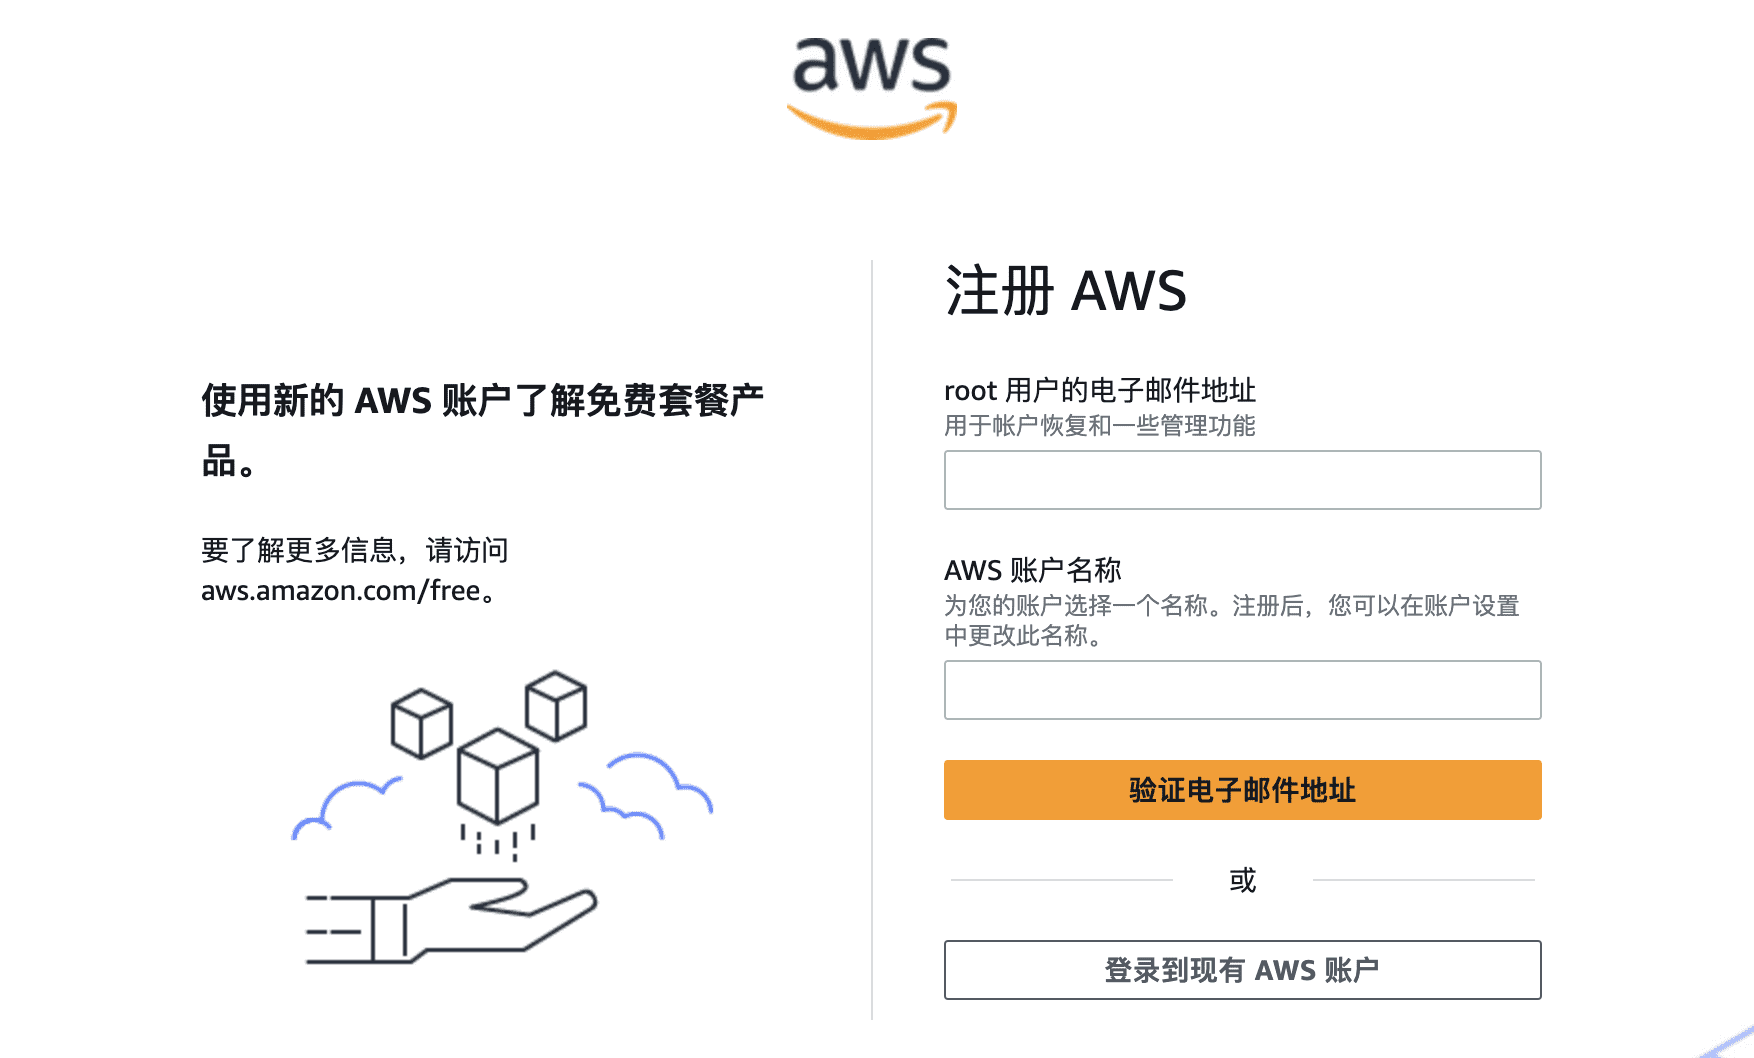 aws
使用新的 AWS 账户了解免费套餐产
品。
要了解更多信息，请访问
aws.amazon.com/free。
注册 AWS
root 用户的电子邮件地址
用于帐户恢复和一些管理功能
AWS 账户名称
为您的账户选择一个名称。注册后，您可以在账户设置
中更改此名称。
验证电子邮件地址
或
登录到现有 AWS 账户